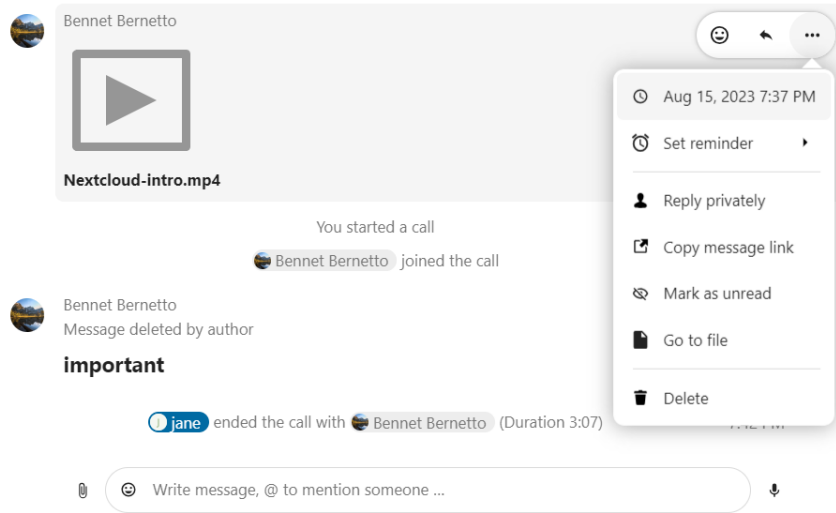 Bennet Bernetto
Nextcloud-intro.mp4
Aug 15, 2023 7:37 PM
Set reminder
Reply privately
Copy message link
Mark as unread
Go to file
Delete
You started a call
Bennet Bernetto joined the call
Bennet Bernetto
Message deleted by author
important
J jane ended the call with Bennet Bernetto (Duration 3:07)
Write message, @ to mention someone ...